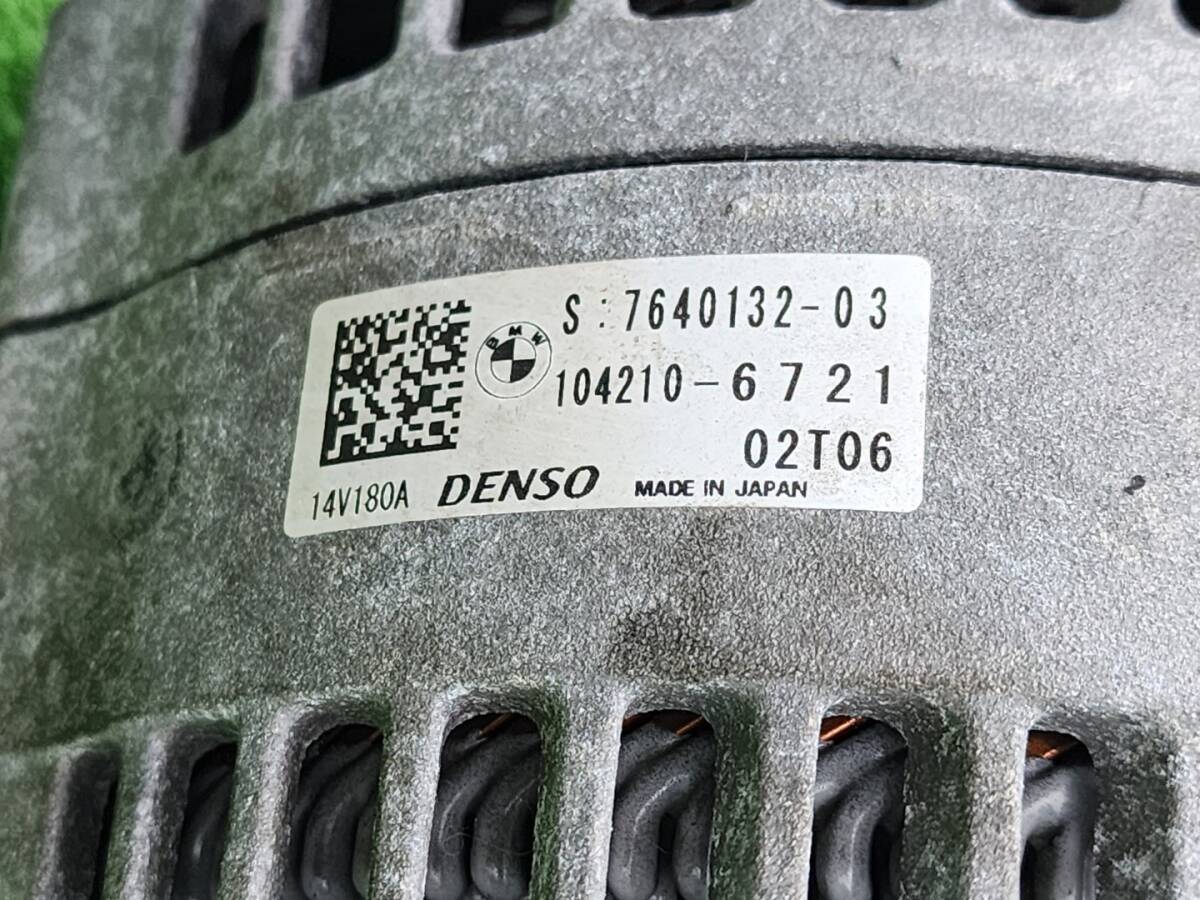 BMW
S:7640132-03
104210-6721
02T06
14V180A DENSO MADE IN JAPAN